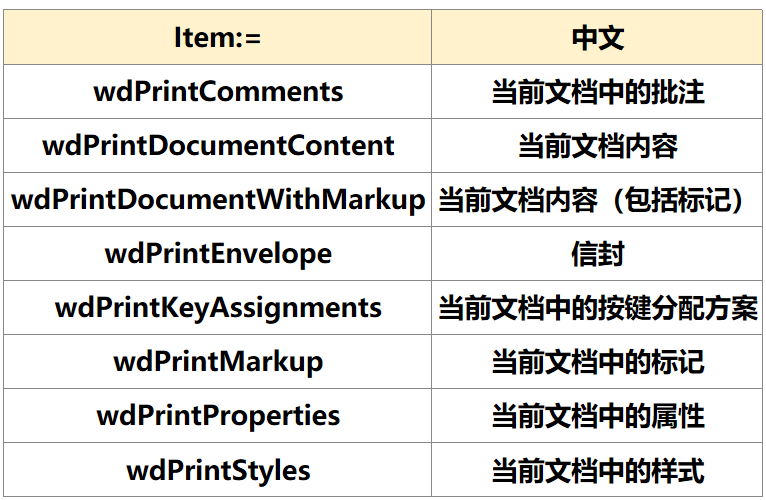 Item:= 中文
wdPrintComments 当前文档中的批注
wdPrintDocumentContent 当前文档内容
wdPrintDocumentWithMarkup 当前文档内容（包括标记）
wdPrintEnvelope 信封
wdPrintKeyAssignments 当前文档中的按键分配方案
wdPrintMarkup 当前文档中的标记
wdPrintProperties 当前文档中的属性
wdPrintStyles 当前文档中的样式